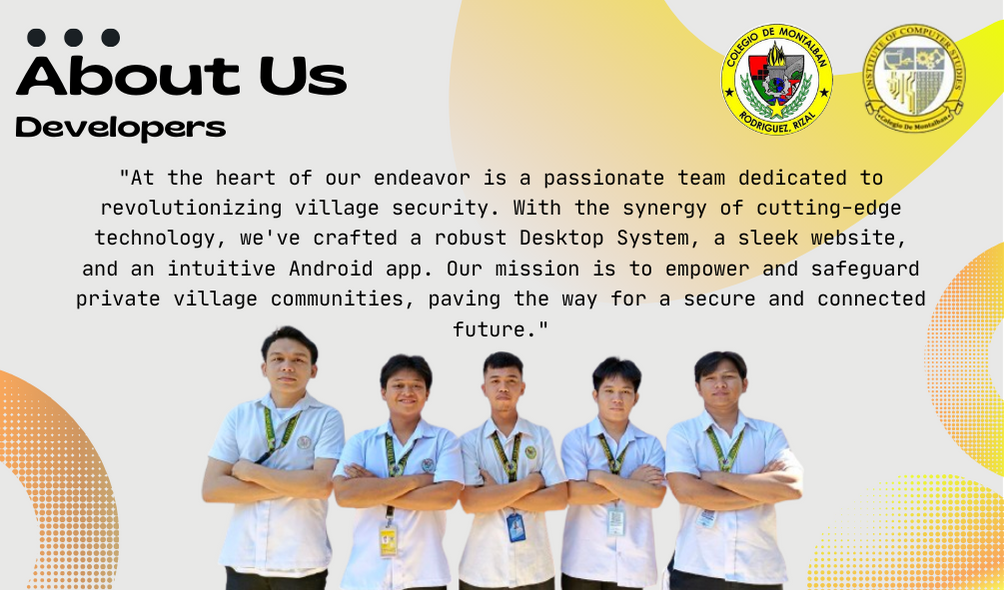 About Us
Developers
COLEGIO DE MONTALBAN
RODRIGUEZ, RIZAL
INSTITUTE OF COMPUTER STUDIES
Colegio De Montalban
"At the heart of our endeavor is a passionate team dedicated to
revolutionizing village security. With the synergy of cutting-edge
technology, we've crafted a robust Desktop System, a sleek website,
and an intuitive Android app. Our mission is to empower and safeguard
private village communities, paving the way for a secure and connected
future."